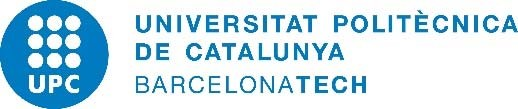 UPC
UNIVERSITAT POLITÈCNICA
DE CATALUNYA
BARCELONATECH